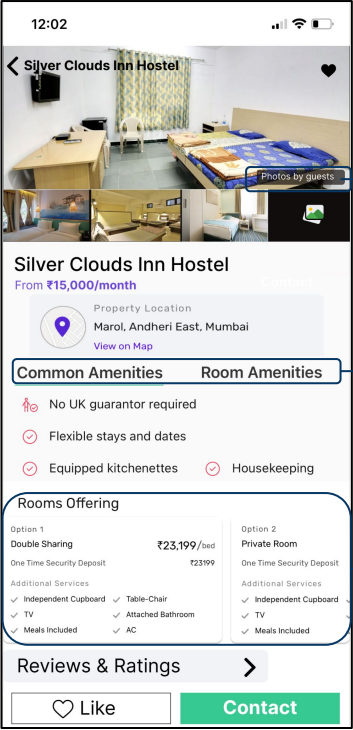 12:02
Silver Clouds Inn Hostel
Photos by guests
Silver Clouds Inn Hostel
From ₹15,000/month
Contact
Property Location
Marol, Andheri East, Mumbai
View on Map
Common Amenities Room Amenities
No UK guarantor required
Flexible stays and dates
Equipped kitchenettes Housekeeping
Rooms Offering
Option 1
Double Sharing ₹23,199/bed
One Time Security Deposit ₹23199
Additional Services
Independent Cupboard Table-Chair
TV Attached Bathroom
Meals Included AC
Option 2
Private Room
One Time Security Deposit
Additional Services
Independent Cupboard
TV
Meals Included
Reviews & Ratings
Like Contact